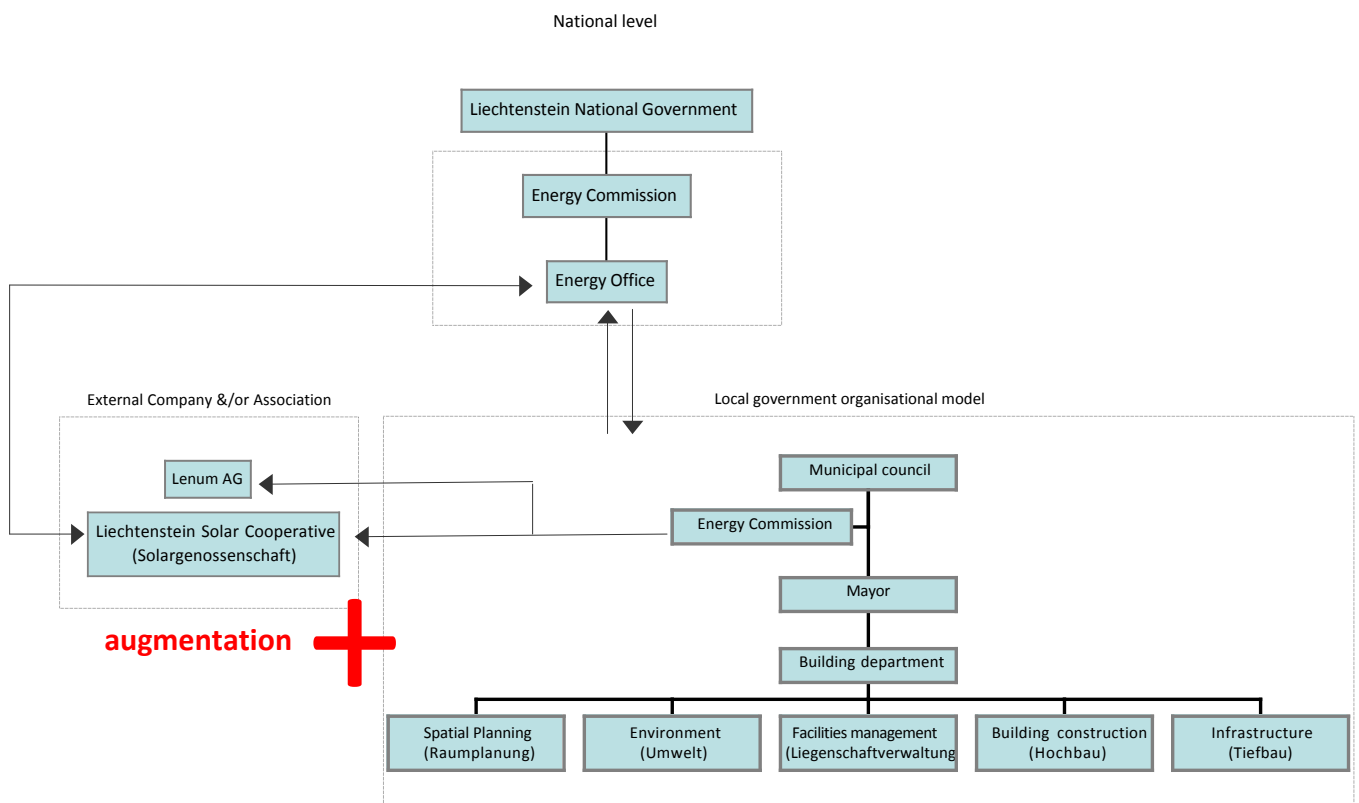 National level
Liechtenstein National Government
Energy Commission
Energy Office
External Company &/or Association
Local government organisational model
Lenum AG
Liechtenstein Solar Cooperative
(Solargenossenschaft)
Municipal council
Energy Commission
Mayor
augmentation
Building department
Spatial Planning
(Raumplanung)
Environment
(Umwelt)
Facilities management
(Liegenschaftverwaltung
Building construction
(Hochbau)
Infrastructure
(Tiefbau)